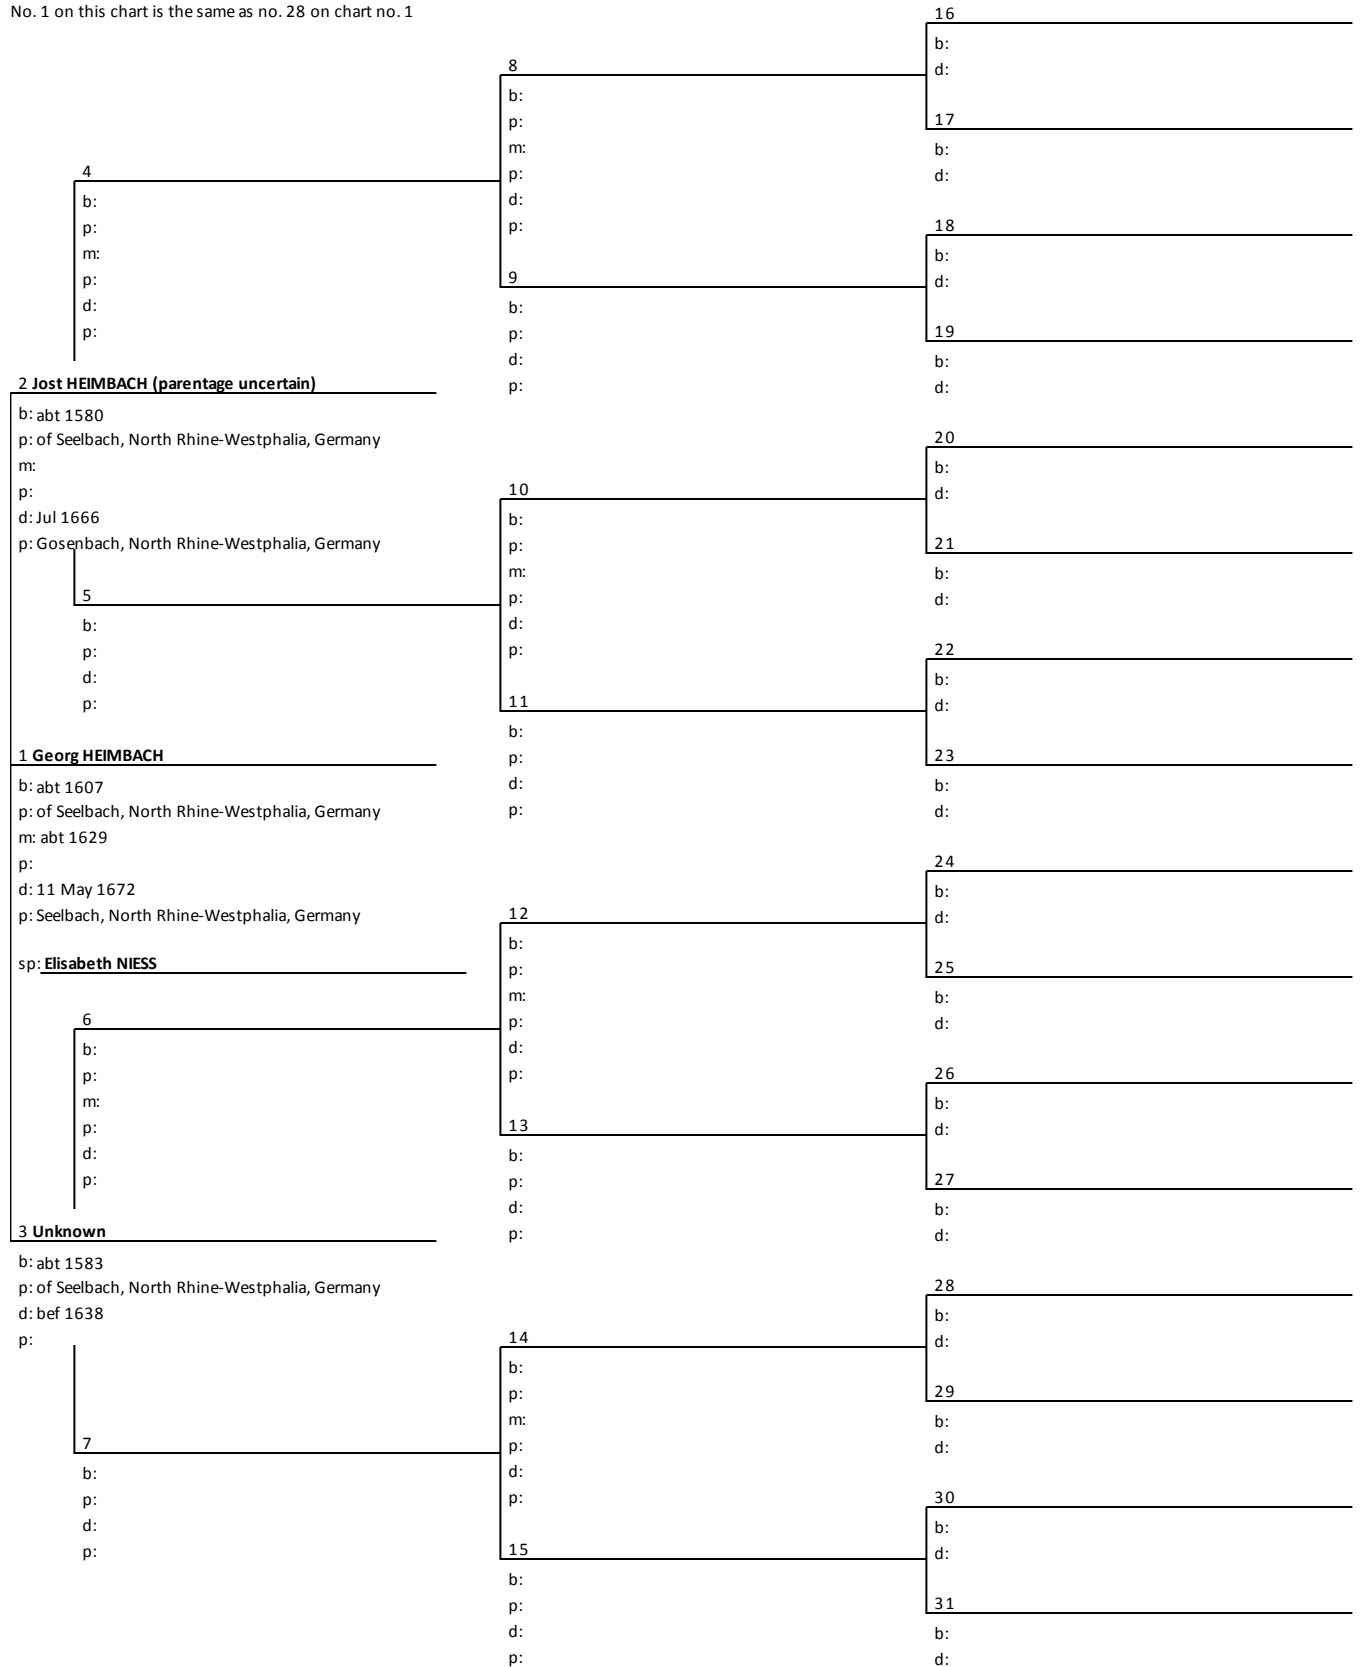 No. 1 on this chart is the same as no. 28 on chart no. 1
16
b:
d:
8
b:
p:
m:
p:
d:
p:
17
b:
d:
4
b:
p:
m:
p:
d:
p:
18
b:
d:
9
b:
p:
d:
p:
19
b:
d:
2 Jost HEIMBACH (parentage uncertain)
b: abt 1580
p: of Seelbach, North Rhine-Westphalia, Germany
m:
p:
d: Jul 1666
p: Gosenbach, North Rhine-Westphalia, Germany
20
b:
d:
10
b:
p:
m:
p:
d:
p:
21
b:
d:
5
b:
p:
d:
p:
22
b:
d:
11
b:
p:
d:
p:
23
b:
d:
1 Georg HEIMBACH
b: abt 1607
p: of Seelbach, North Rhine-Westphalia, Germany
m: abt 1629
p:
d: 11 May 1672
p: Seelbach, North Rhine-Westphalia, Germany
sp: Elisabeth NIESS
24
b:
d:
12
b:
p:
m:
p:
d:
p:
25
b:
d:
6
b:
p:
m:
p:
d:
p:
26
b:
d:
13
b:
p:
d:
p:
27
b:
d:
3 Unknown
b: abt 1583
p: of Seelbach, North Rhine-Westphalia, Germany
d: bef 1638
p:
28
b:
d:
14
b:
p:
m:
p:
d:
p:
29
b:
d:
7
b:
p:
d:
p:
30
b:
d:
15
b:
p:
d:
p:
31
b:
d: